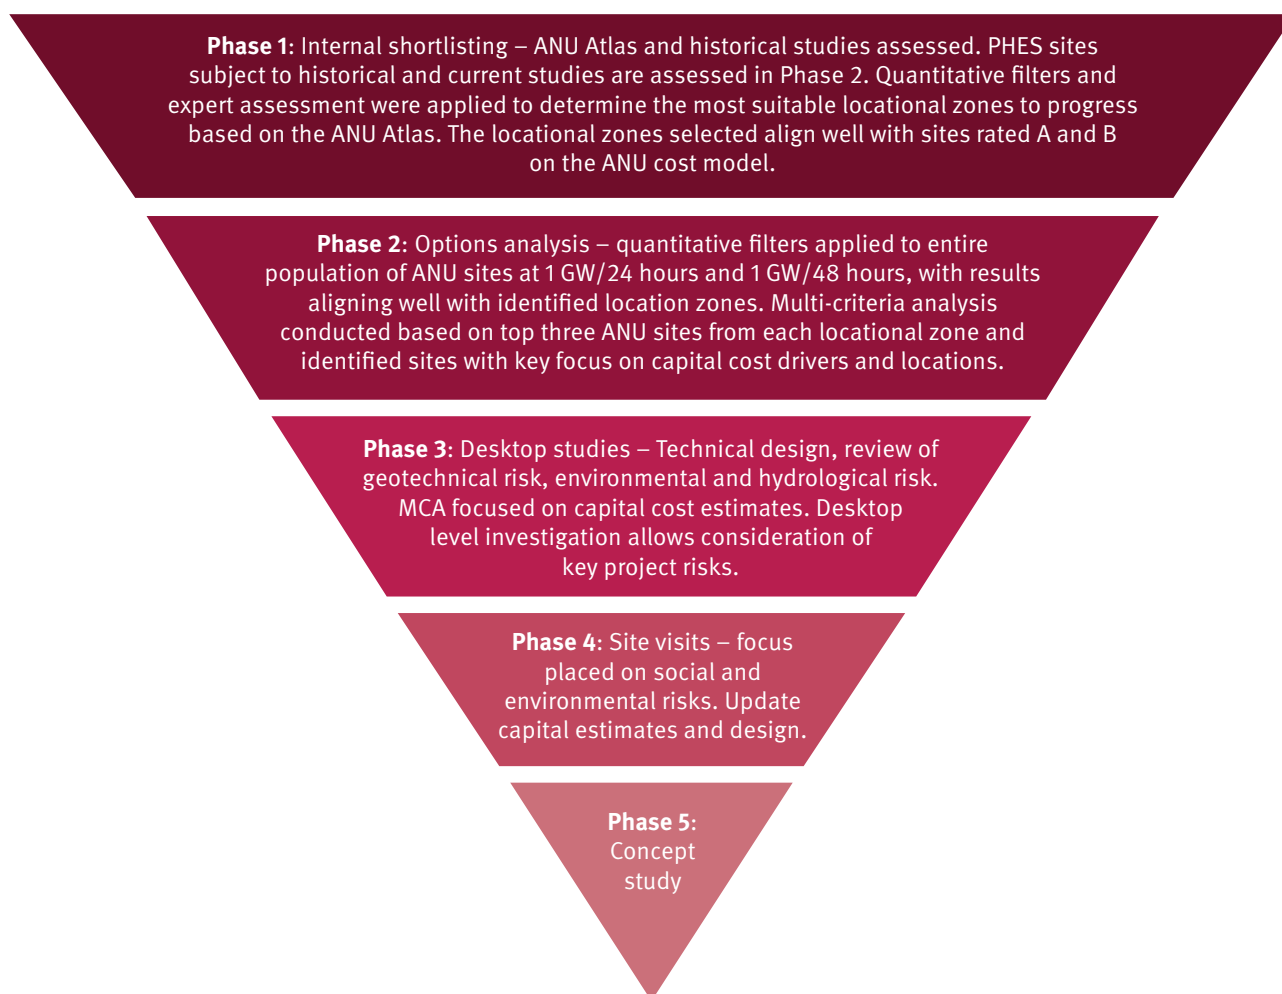 Phase 1: Internal shortlisting – ANU Atlas and historical studies assessed. PHES sites
subject to historical and current studies are assessed in Phase 2. Quantitative filters and
expert assessment were applied to determine the most suitable locational zones to progress
based on the ANU Atlas. The locational zones selected align well with sites rated A and B
on the ANU cost model.
Phase 2: Options analysis – quantitative filters applied to entire
population of ANU sites at 1 GW/24 hours and 1 GW/48 hours, with results
aligning well with identified location zones. Multi-criteria analysis
conducted based on top three ANU sites from each locational zone and
identified sites with key focus on capital cost drivers and locations.
Phase 3: Desktop studies – Technical design, review of
geotechnical risk, environmental and hydrological risk.
MCA focused on capital cost estimates. Desktop
level investigation allows consideration of
key project risks.
Phase 4: Site visits – focus
placed on social and
environmental risks. Update
capital estimates and design.
Phase 5:
Concept
study